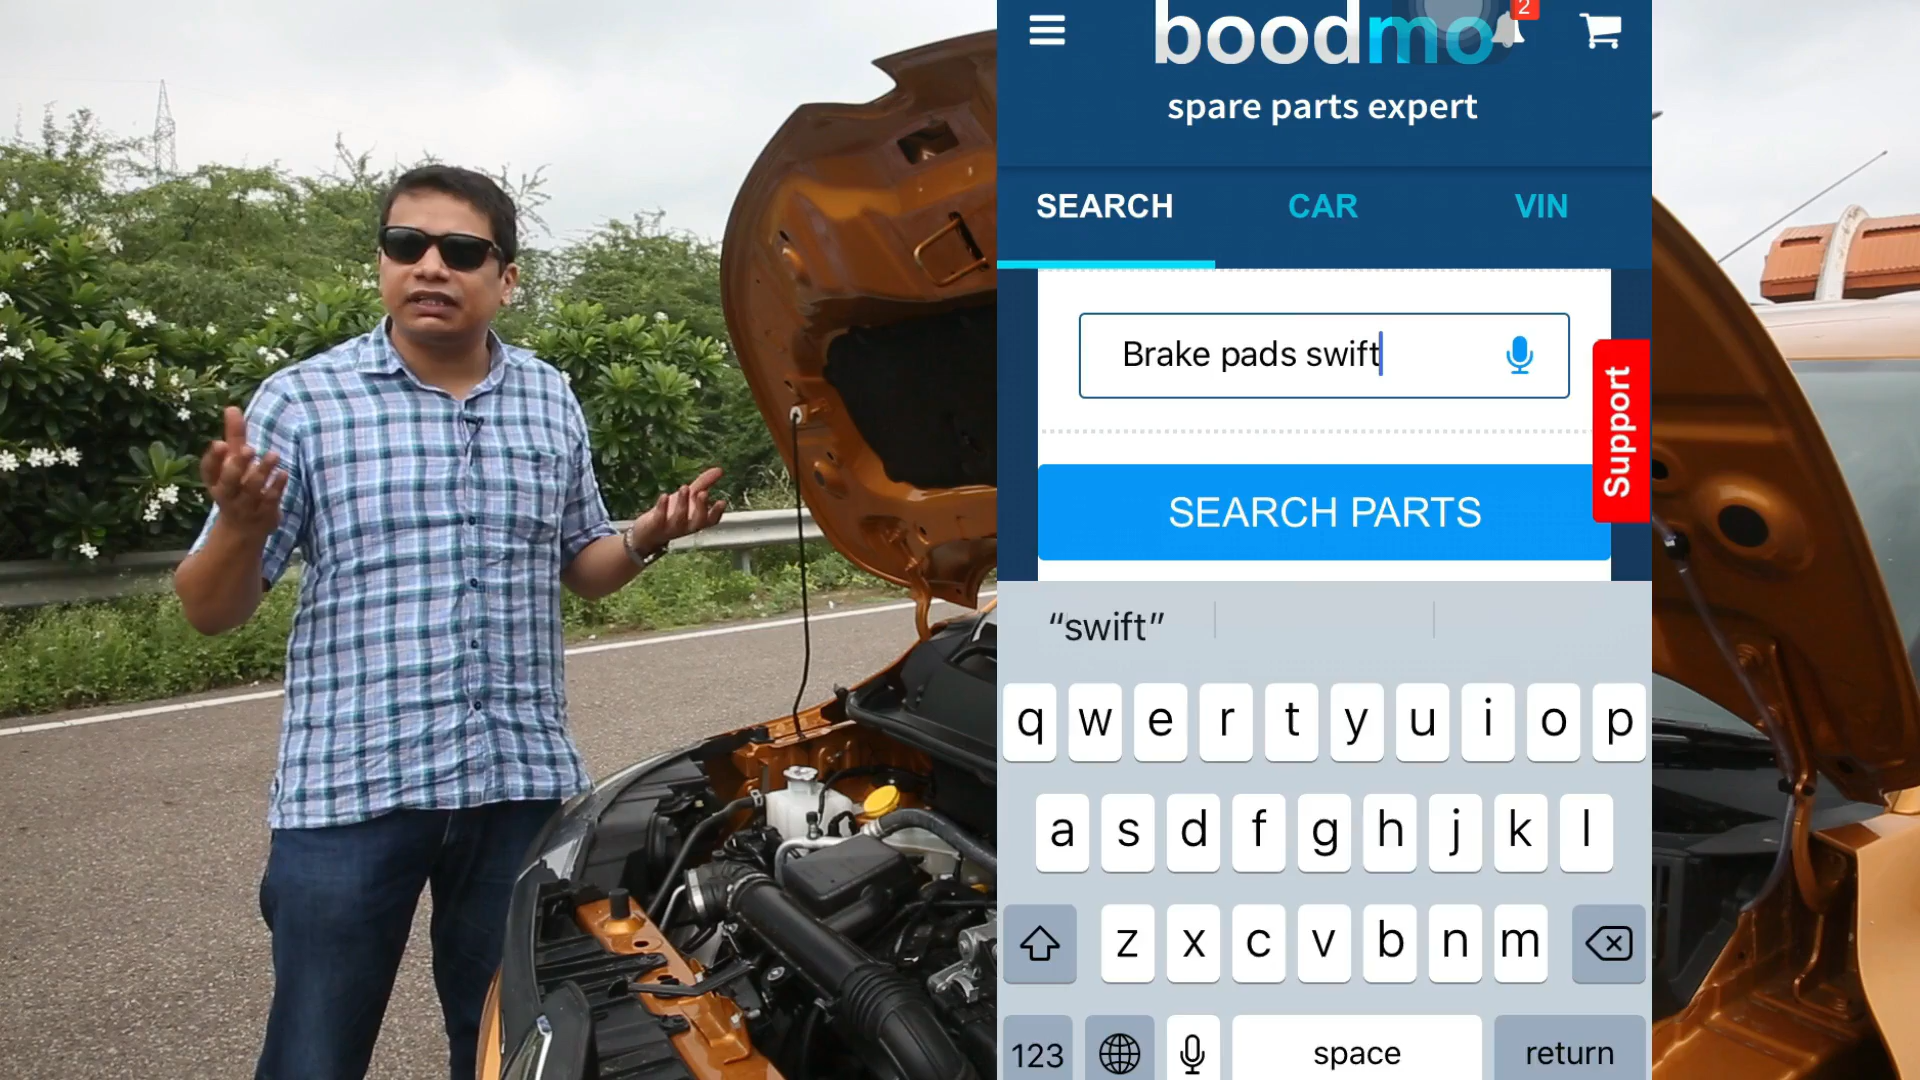 boodmo
2
spare parts expert
SEARCH CAR VIN
Brake pads swift
Support
SEARCH PARTS
“swift”
q w e r t y u i o p
a s d f g h j k l
z x c v b n m
123 space return